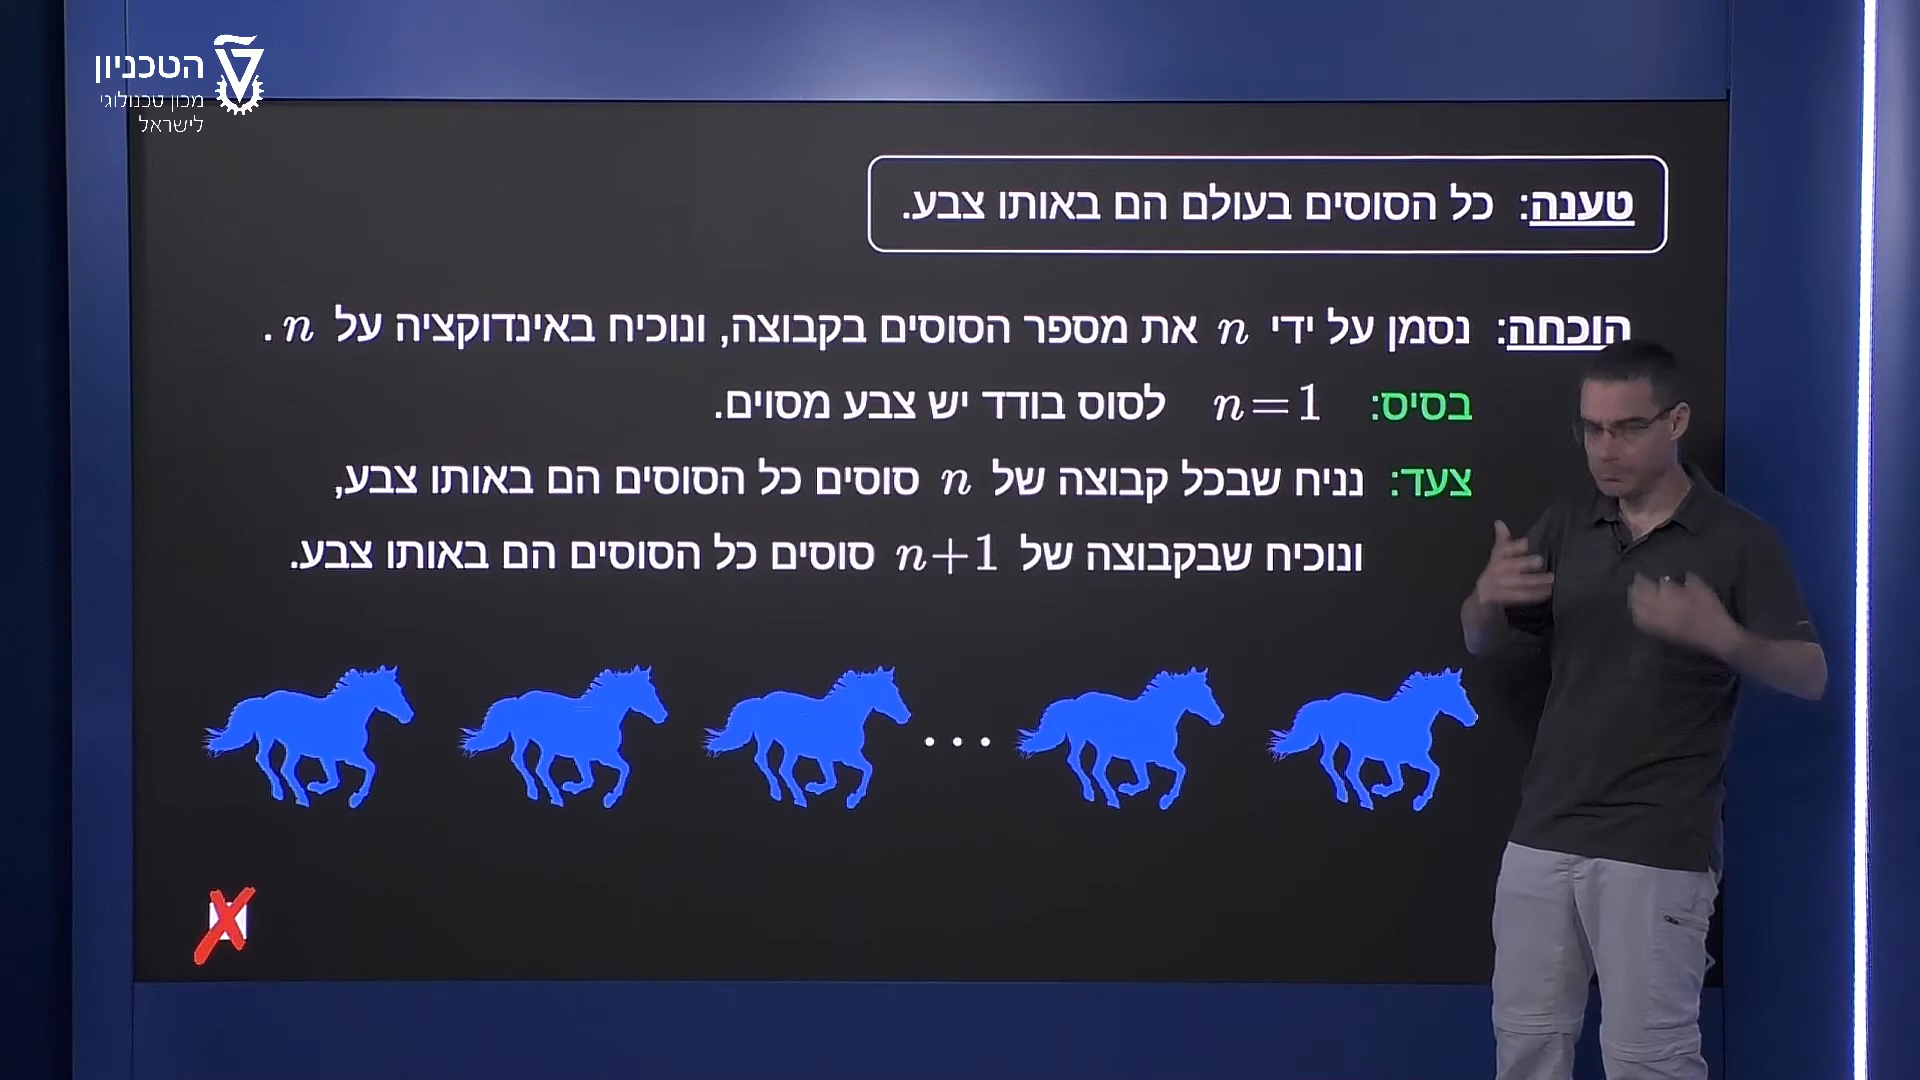 הטכניון
מכון טכנולוגי
לישראל
טענה: כל הסוסים בעולם הם באותו צבע.
הוכחה: נסמן על ידי n את מספר הסוסים בקבוצה, ונוכיח באינדוקציה על n.
בסיס: n=1 לסוס בודד יש צבע מסוים.
צעד: נניח שבכל קבוצה של n סוסים כל הסוסים הם באותו צבע,
ונוכיח שבקבוצה של n+1 סוסים כל הסוסים הם באותו צבע.
...